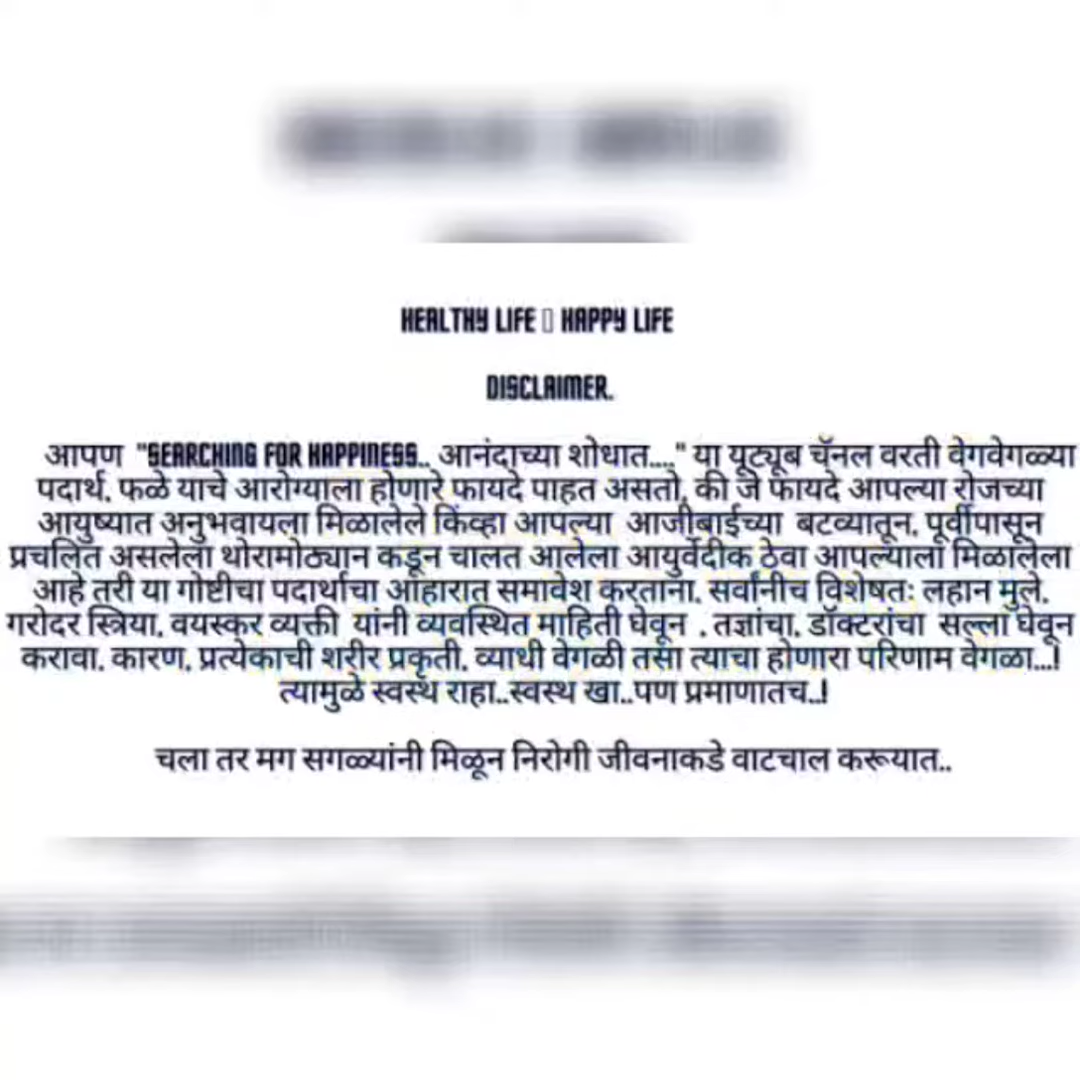 HEALTHY LIFE 🁢 HAPPY LIFE
DISCLAIMER.
आपण "SEARCHING FOR HAPPINESS.. आनंदाच्या शोधात...." या यूट्यूब चॅनल वरती वेगवेगळ्या
पदार्थ, फळे याचे आरोग्याला होणारे फायदे पाहत असतो, की जे फायदे आपल्या रोजच्या
आयुष्यात अनुभवायला मिळालेले किंव्हा आपल्या आजीबाईच्या बटव्यातून, पूर्वीपासून
प्रचलित असलेला थोरामोठ्यान कडून चालत आलेला आयुर्वेदीक ठेवा आपल्याला मिळालेला
आहे तरी या गोष्टीचा पदार्थाचा आहारात समावेश करताना, सर्वांनीच विशेषतः लहान मुले,
गरोदर स्त्रिया, वयस्कर व्यक्ती यांनी व्यवस्थित माहिती घेवून , तज्ञांचा, डॉक्टरांचा सल्ला घेवून
करावा. कारण, प्रत्येकाची शरीर प्रकृती, व्याधी वेगळी तसा त्याचा होणारा परिणाम वेगळा...!
त्यामुळे स्वस्थ राहा..स्वस्थ खा..पण प्रमाणातच..!
चला तर मग सगळ्यांनी मिळून निरोगी जीवनाकडे वाटचाल करूयात..